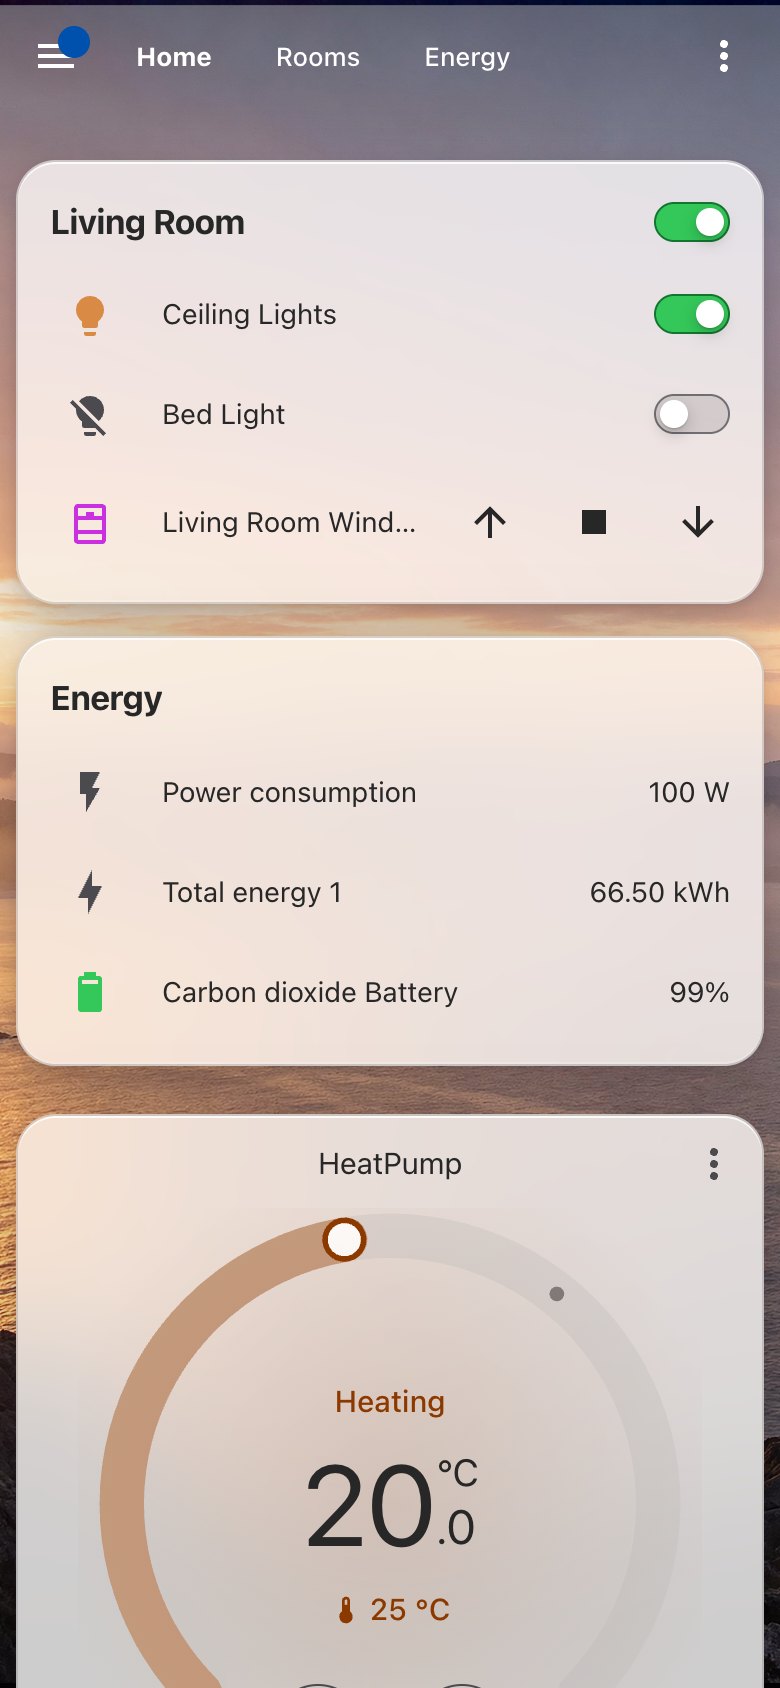 Home Rooms Energy
Living Room
Ceiling Lights
Bed Light
Living Room Wind...
Energy
Power consumption 100 W
Total energy 1 66.50 kWh
Carbon dioxide Battery 99%
HeatPump
Heating
20.0 °C
25 °C